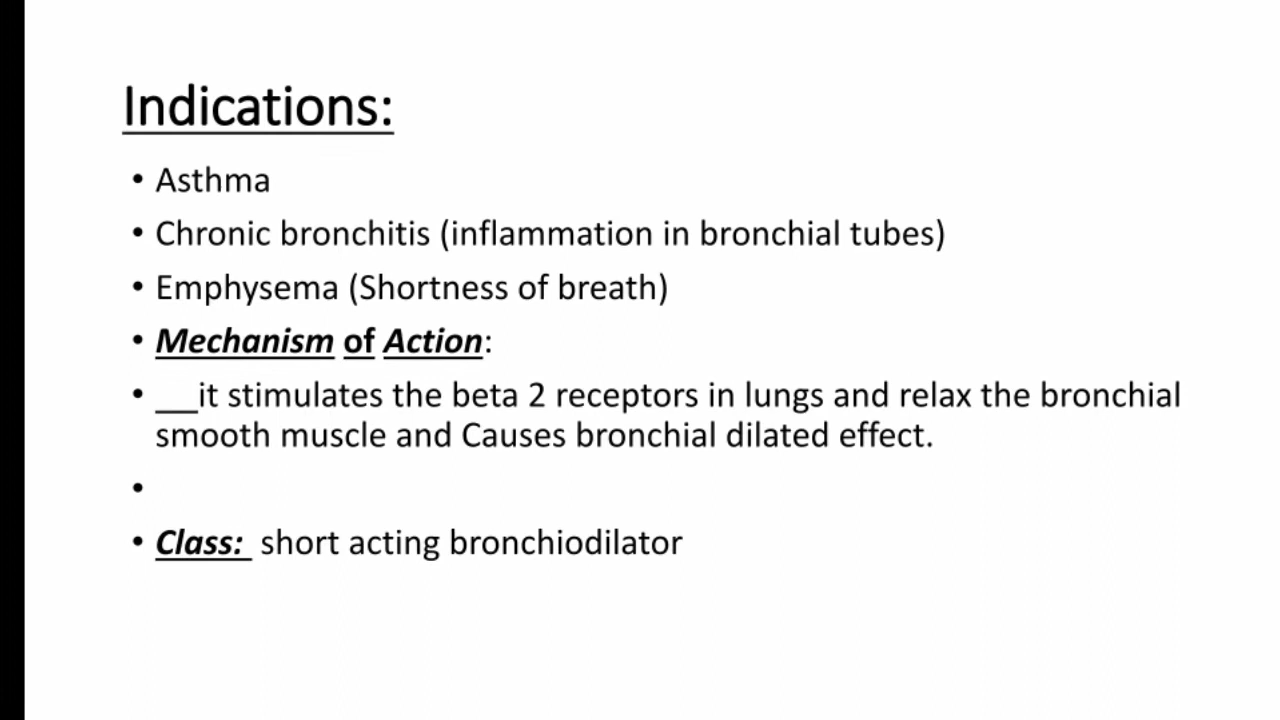 Indications:
• Asthma
• Chronic bronchitis (inflammation in bronchial tubes)
• Emphysema (Shortness of breath)
• Mechanism of Action:
• __it stimulates the beta 2 receptors in lungs and relax the bronchial
smooth muscle and Causes bronchial dilated effect.
•
• Class: short acting bronchiodilator